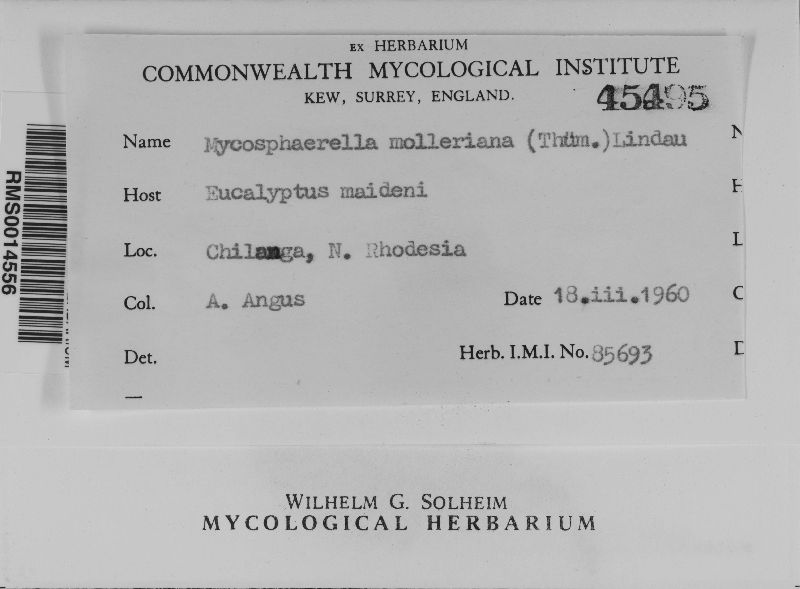 EX HERBARIUM
COMMONWEALTH MYCOLOGICAL INSTITUTE
KEW, SURREY, ENGLAND.
45495
Name Mycosphaerella molleriana (Thüm.)Lindau
Host Eucalyptus maideni
Loc. Chilanga, N. Rhodesia
Col. A. Angus Date 18.iii.1960
Det. Herb. I.M.I. No. 85693
RMS0014556
WILHELM G. SOLHEIM
MYCOLOGICAL HERBARIUM